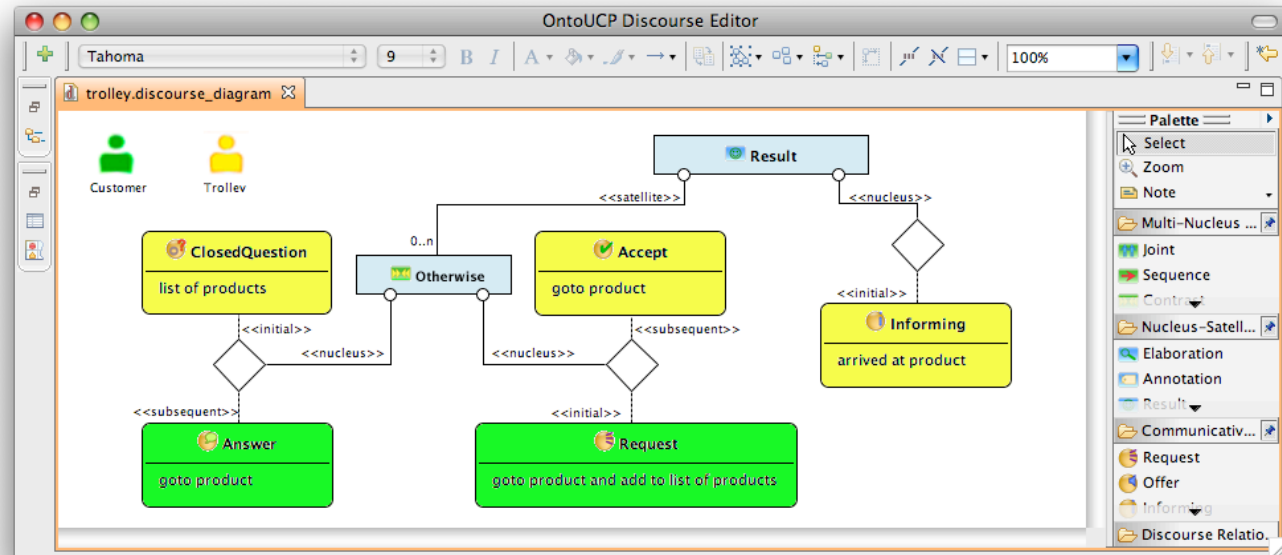 OntoUCP Discourse Editor
Tahoma 9 B I A 100%
trolley.discourse_diagram
Customer
Trolley
Result
<<satellite>>
<<nucleus>>
0..n
ClosedQuestion
list of products
Otherwise
Accept
goto product
<<initial>>
Informing
arrived at product
<<initial>>
<<subsequent>>
<<nucleus>>
<<nucleus>>
<<subsequent>>
<<initial>>
Answer
goto product
Request
goto product and add to list of products
Palette
Select
Zoom
Note
Multi-Nucleus ...
Joint
Sequence
Contrast
Nucleus-Satell...
Elaboration
Annotation
Result
Communicativ...
Request
Offer
Informing
Discourse Relatio...